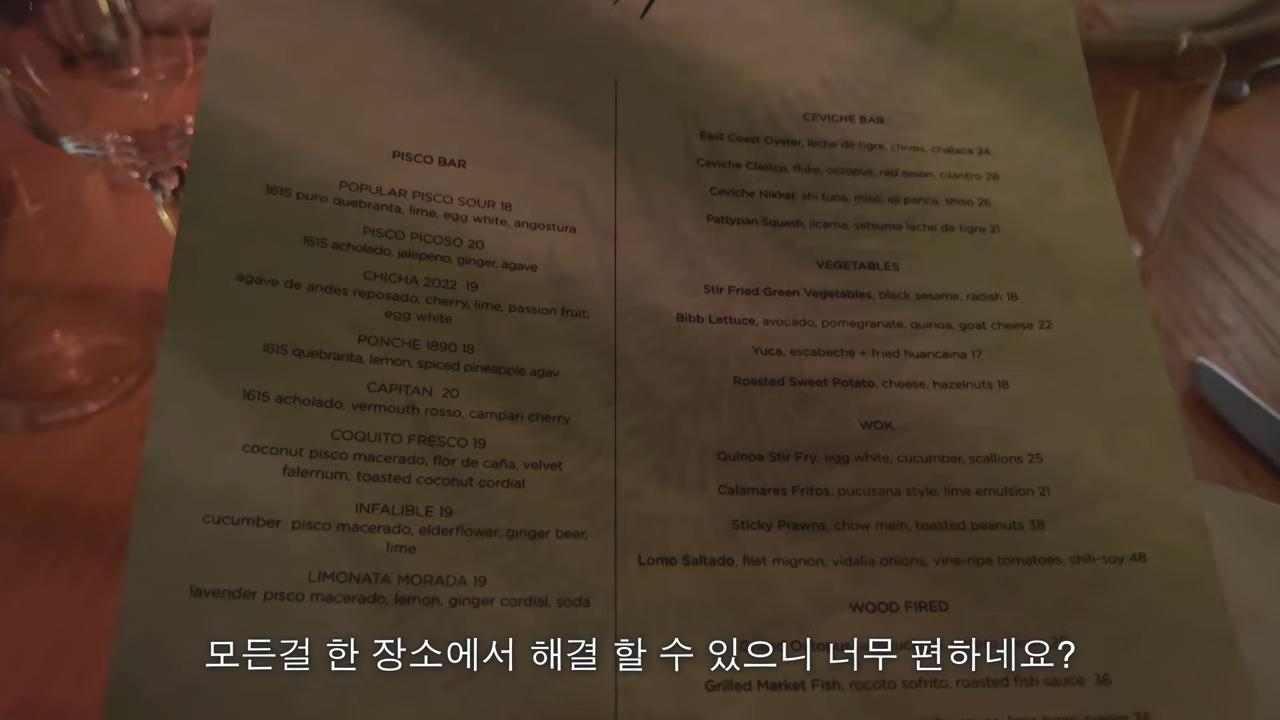 PISCO BAR
POPULAR PISCO SOUR 18
1615 puro quebranta, lime, egg white, angostura
PISCO PICOSO 20
1615 acholado, jalepeno, ginger, agave
CHICHA 2022 19
agave de andes reposado, cherry, lime, passion fruit,
egg white
PONCHE 1890 18
1615 quebranta, lemon, spiced pineapple agav
CAPITAN 20
1615 acholado, vermouth rosso, campari cherry
COQUITO FRESCO 19
coconut pisco macerado, flor de caña, velvet
falernum, toasted coconut cordial
INFALIBLE 19
cucumber pisco macerado, elderflower, ginger beer,
lime
LIMONATA MORADA 19
lavender pisco macerado, lemon, ginger cordial, soda
CEVICHE BAR
East Coast Oyster, leche de tigre, chives, chalaca 24
Ceviche Clasico, fluke, octopus, red onion, cilantro 28
Ceviche Nikkei, ahi tuna, miso, aji panca, shiso 26
Pattypan Squash, jicama, satsuma leche de tigre 21
VEGETABLES
Stir Fried Green Vegetables, black sesame, radish 18
Bibb Lettuce, avocado, pomegranate, quinoa, goat cheese 22
Yuca, escabeche + fried huancaina 17
Roasted Sweet Potato, cheese, hazelnuts 18
WOK
Quinoa Stir Fry, egg white, cucumber, scallions 25
Calamares Fritos, pucusana style, lime emulsion 21
Sticky Prawns, chow mein, toasted peanuts 38
Lomo Saltado, filet mignon, vidalia onions, vine-ripe tomatoes, chili-soy 48
WOOD FIRED
Octopus
Grilled Market Fish, rocoto sofrito, roasted fish sauce 36
모든걸 한 장소에서 해결 할 수 있으니 너무 편하네요?